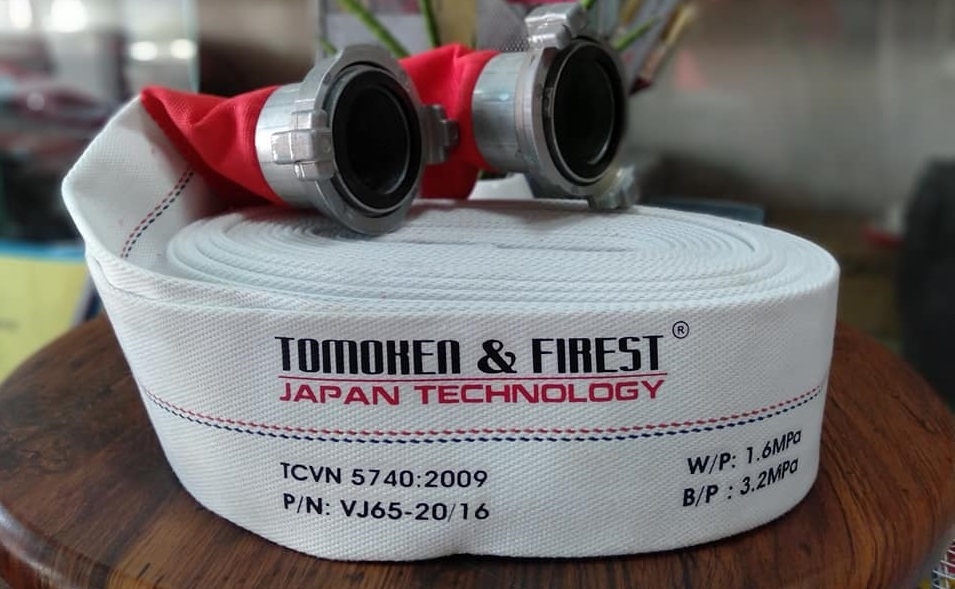 TOMOKEN & FIREST ®
JAPAN TECHNOLOGY
TCVN 5740:2009
P/N: VJ65-20/16
W/P: 1.6MPa
B/P : 3.2MPa